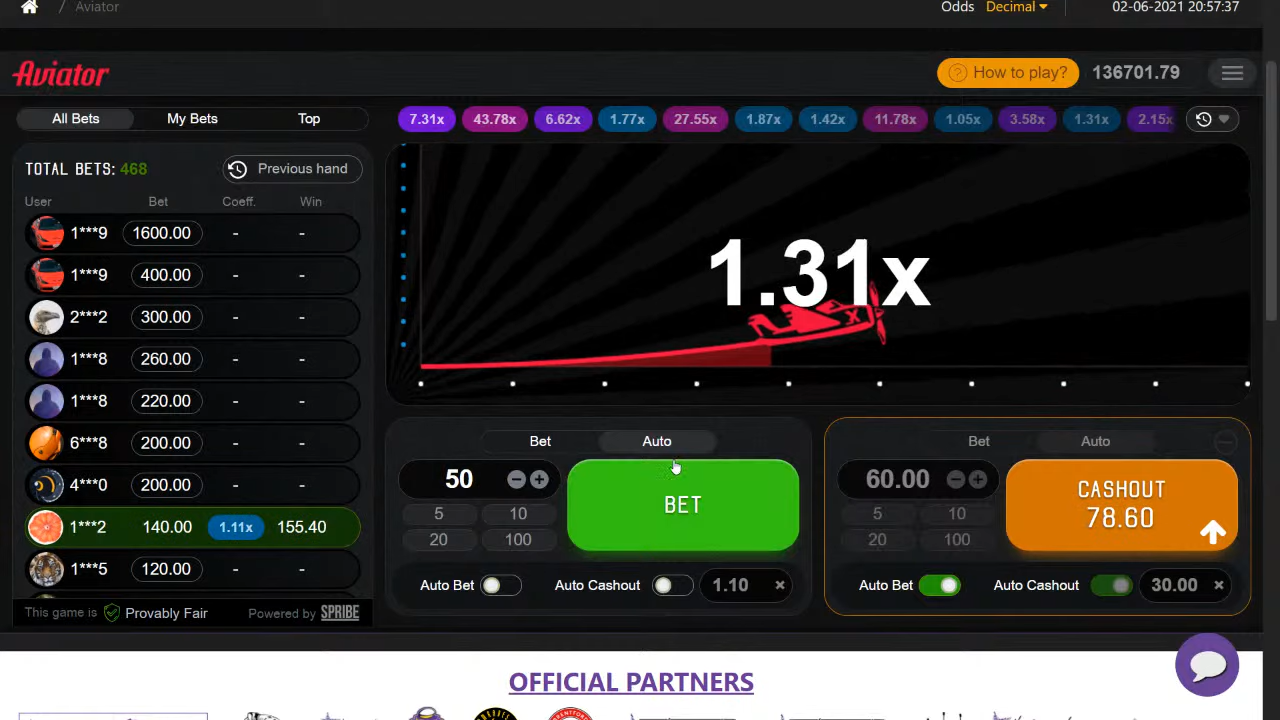 / Aviator
Odds Decimal
02-06-2021 20:57:37
Aviator
? How to play?
136701.79
All Bets
My Bets
Top
7.31x
43.78x
6.62x
1.77x
27.55x
1.87x
1.42x
11.78x
1.05x
3.58x
1.31x
2.15x
TOTAL BETS: 468
Previous hand
User Bet Coeff. Win
1***9 1600.00 - -
1***9 400.00 - -
2***2 300.00 - -
1***8 260.00 - -
1***8 220.00 - -
6***8 200.00 - -
4***0 200.00 - -
1***2 140.00 1.11x 155.40
1***5 120.00 - -
This game is Provably Fair
Powered by SPRIBE
1.31x
X
Bet
Auto
50
5
10
20
100
BET
Auto Bet
Auto Cashout
1.10 ×
Bet
Auto
60.00
5
10
20
100
CASHOUT
78.60
Auto Bet
Auto Cashout
30.00 ×
OFFICIAL PARTNERS